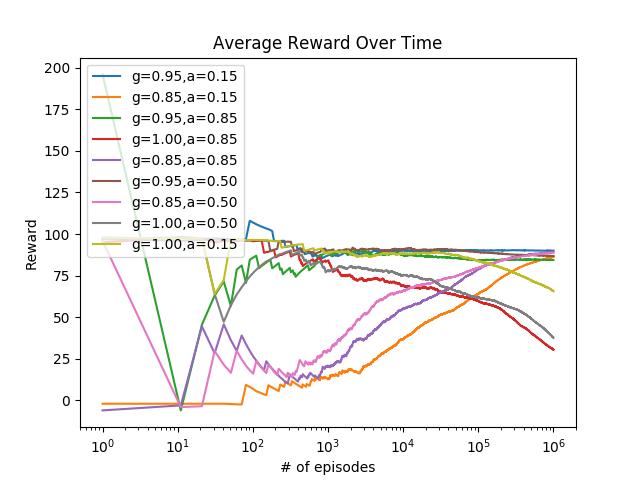 Average Reward Over Time
200
175
150
125
100
75
50
25
0
Reward
g=0.95,a=0.15
g=0.85,a=0.15
g=0.95,a=0.85
g=1.00,a=0.85
g=0.85,a=0.85
g=0.95,a=0.50
g=0.85,a=0.50
g=1.00,a=0.50
g=1.00,a=0.15
10⁰ 10¹ 10² 10³ 10⁴ 10⁵ 10⁶
# of episodes